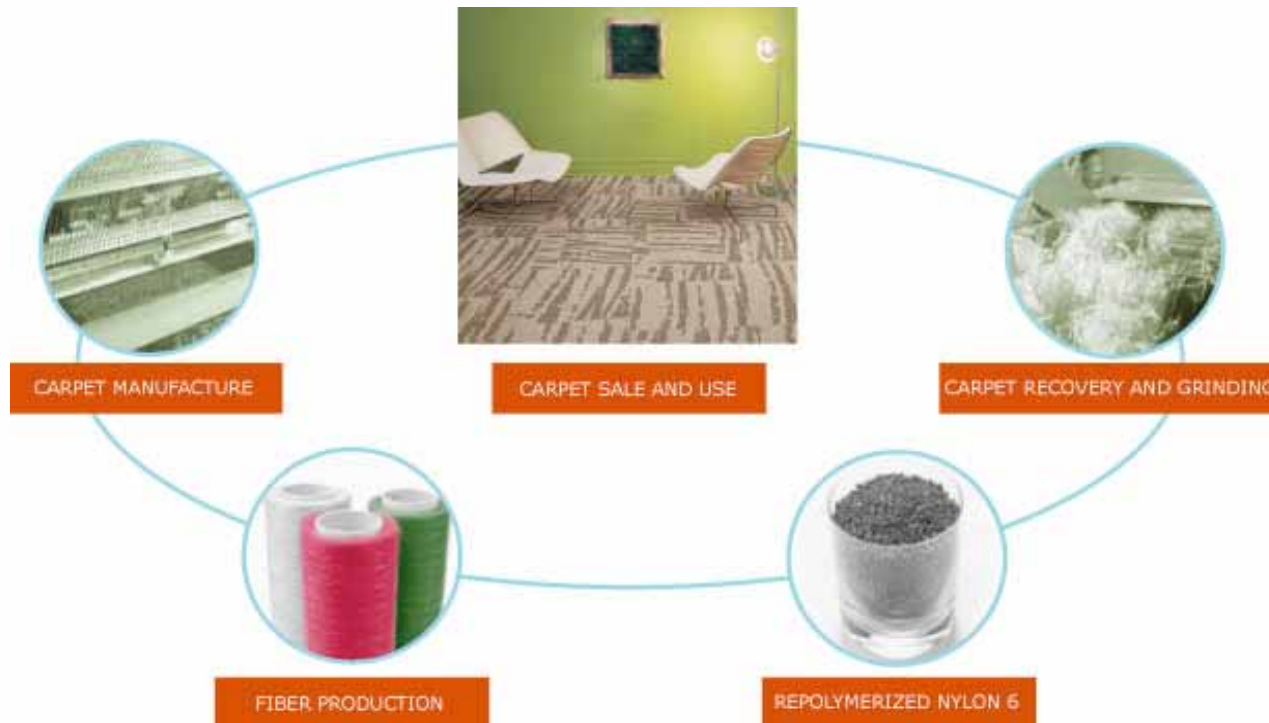 CARPET MANUFACTURE
CARPET SALE AND USE
CARPET RECOVERY AND GRINDING
FIBER PRODUCTION
REPOLYMERIZED NYLON 6